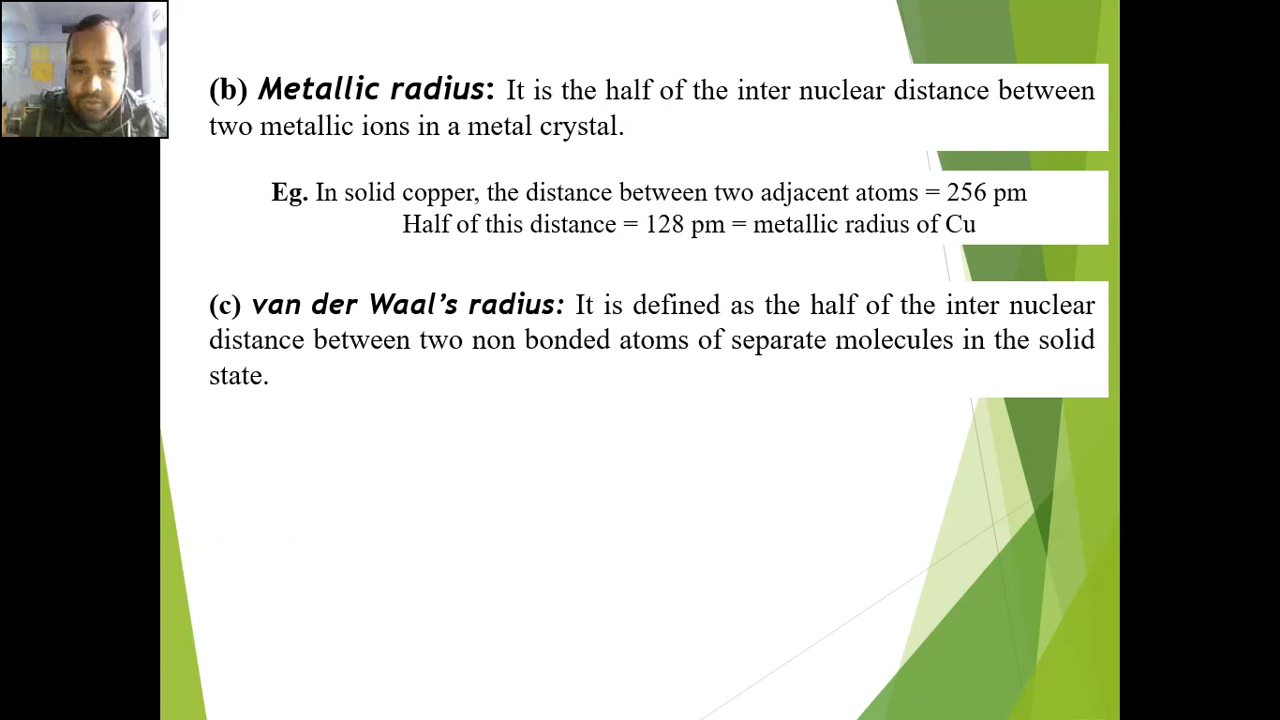 (b) Metallic radius: It is the half of the inter nuclear distance between
two metallic ions in a metal crystal.
Eg. In solid copper, the distance between two adjacent atoms = 256 pm
Half of this distance = 128 pm = metallic radius of Cu
(c) van der Waal’s radius: It is defined as the half of the inter nuclear
distance between two non bonded atoms of separate molecules in the solid
state.